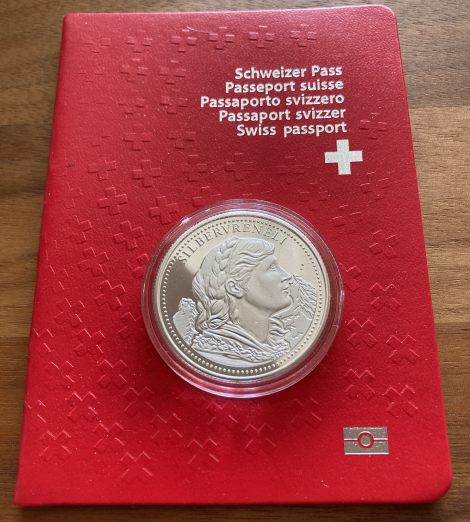 Schweizer Pass
Passeport suisse
Passaporto svizzero
Passaport svizzer
Swiss passport
SILBERVRENELI